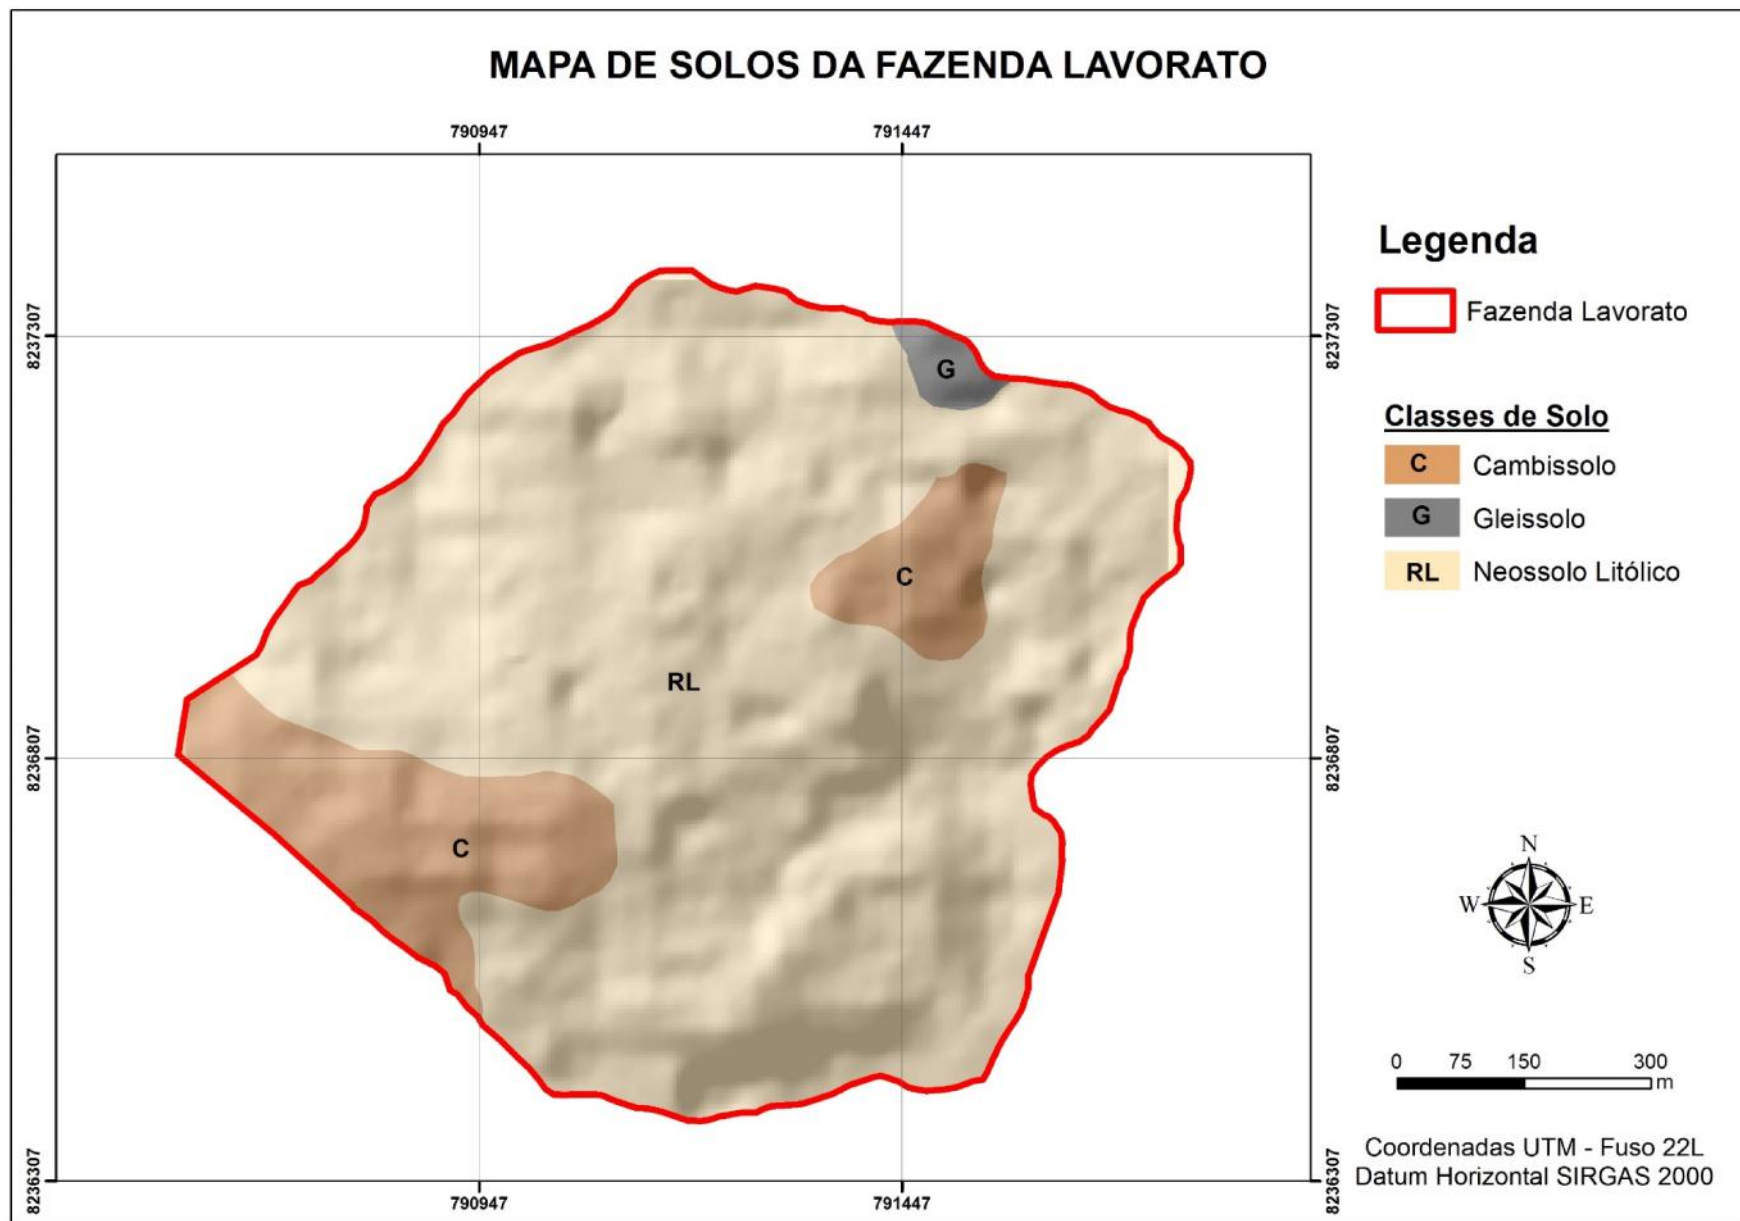 MAPA DE SOLOS DA FAZENDA LAVORATO
790947 791447
8237307 8237307
8236807 8236807
8236307 8236307
790947 791447
G
C
RL
C
Legenda
Fazenda Lavorato
Classes de Solo
C Cambissolo
G Gleissolo
RL Neossolo Litólico
N
W E
S
0 75 150 300
m
Coordenadas UTM - Fuso 22L
Datum Horizontal SIRGAS 2000